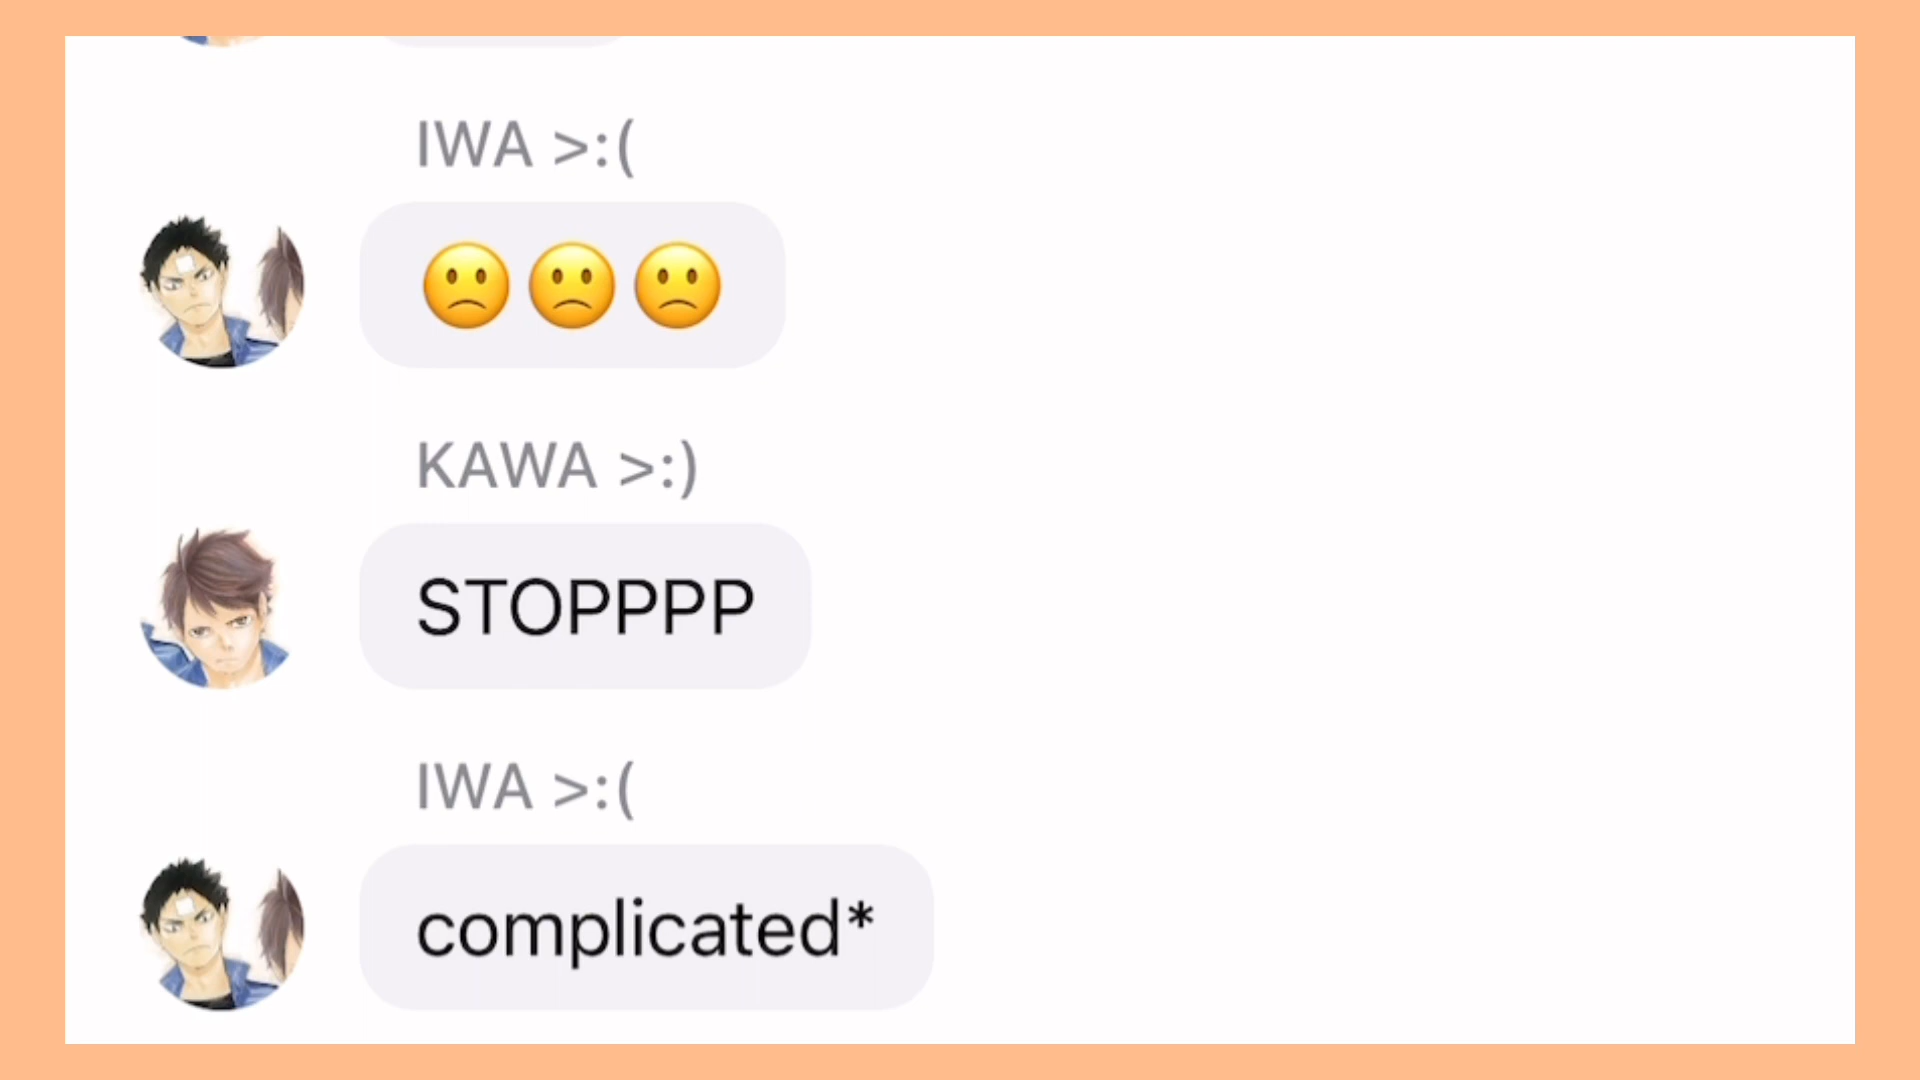 IWA >:(
🙁🙁🙁
KAWA >:)
STOPPPP
IWA >:(
complicated*